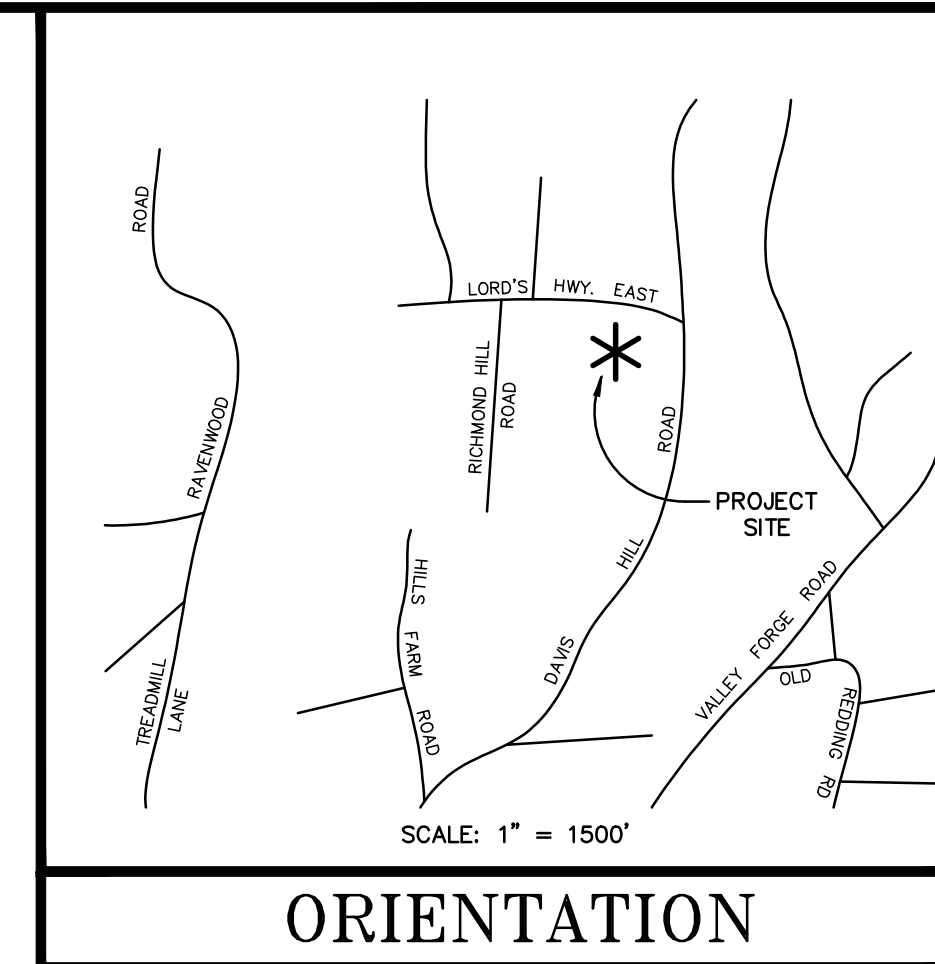 ROAD
RAVENWOOD
TREADMILL
LANE
LORD'S HWY. EAST
RICHMOND HILL
ROAD
HILLS FARM ROAD
DAVIS HILL ROAD
PROJECT
SITE
VALLEY FORGE ROAD
OLD REDDING RD
SCALE: 1" = 1500'
ORIENTATION